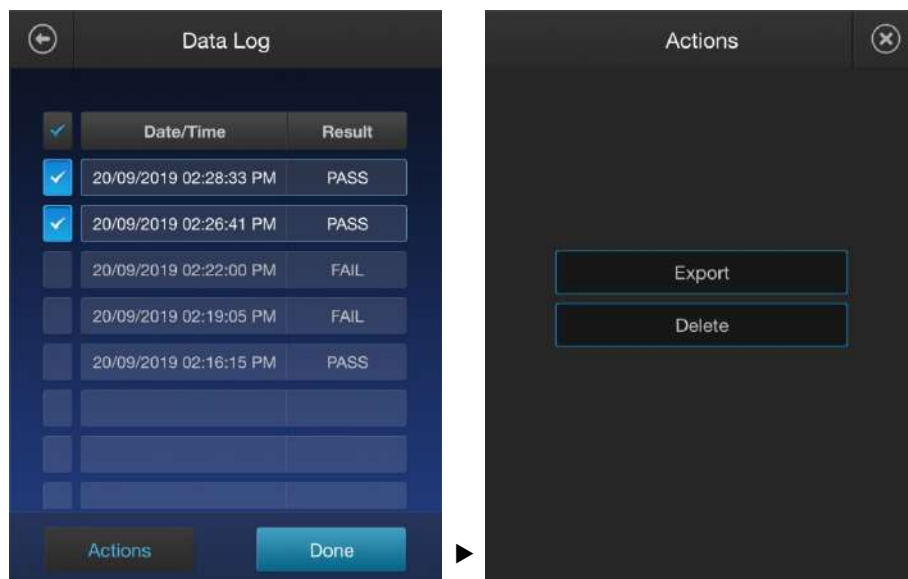 Data Log
Date/Time Result
20/09/2019 02:28:33 PM PASS
20/09/2019 02:26:41 PM PASS
20/09/2019 02:22:00 PM FAIL
20/09/2019 02:19:05 PM FAIL
20/09/2019 02:16:15 PM PASS
Actions Done
Actions
Export
Delete